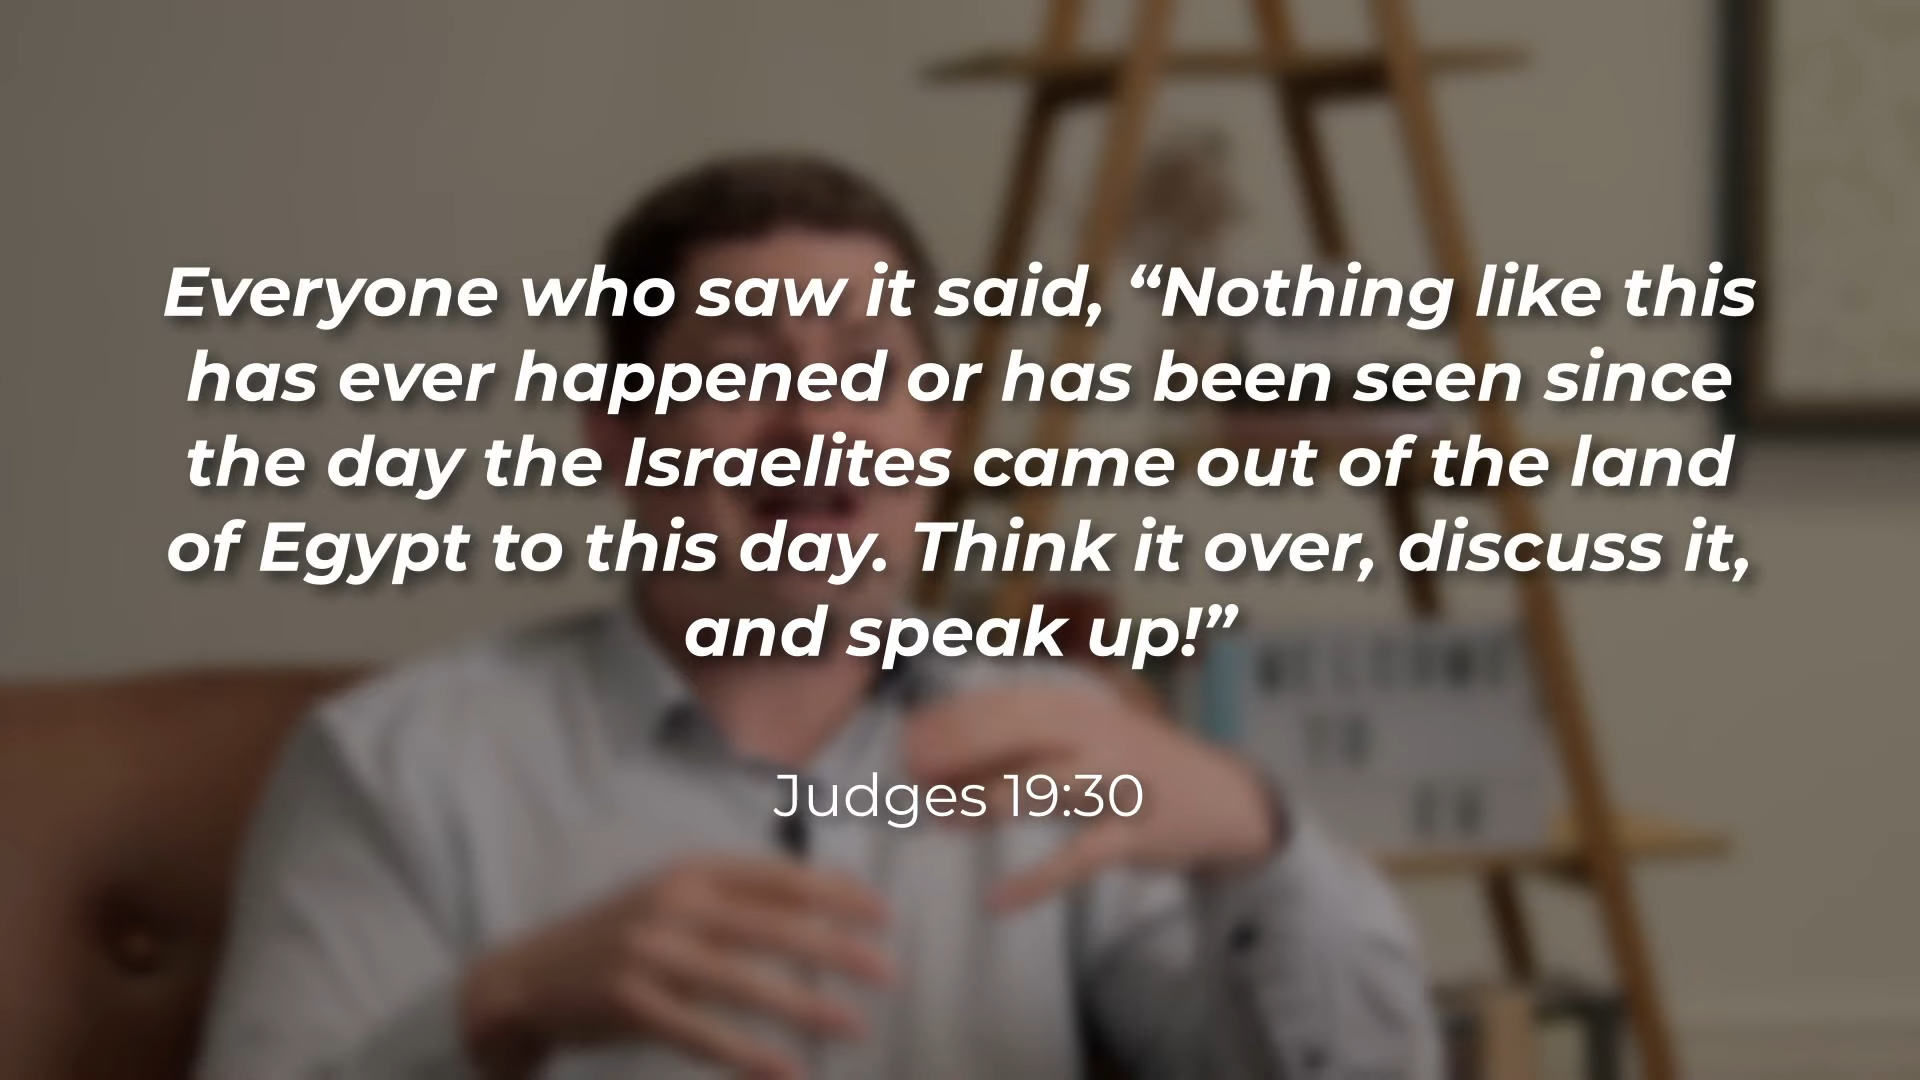 Everyone who saw it said, “Nothing like this
has ever happened or has been seen since
the day the Israelites came out of the land
of Egypt to this day. Think it over, discuss it,
and speak up!”
Judges 19:30
WELCOME
TO